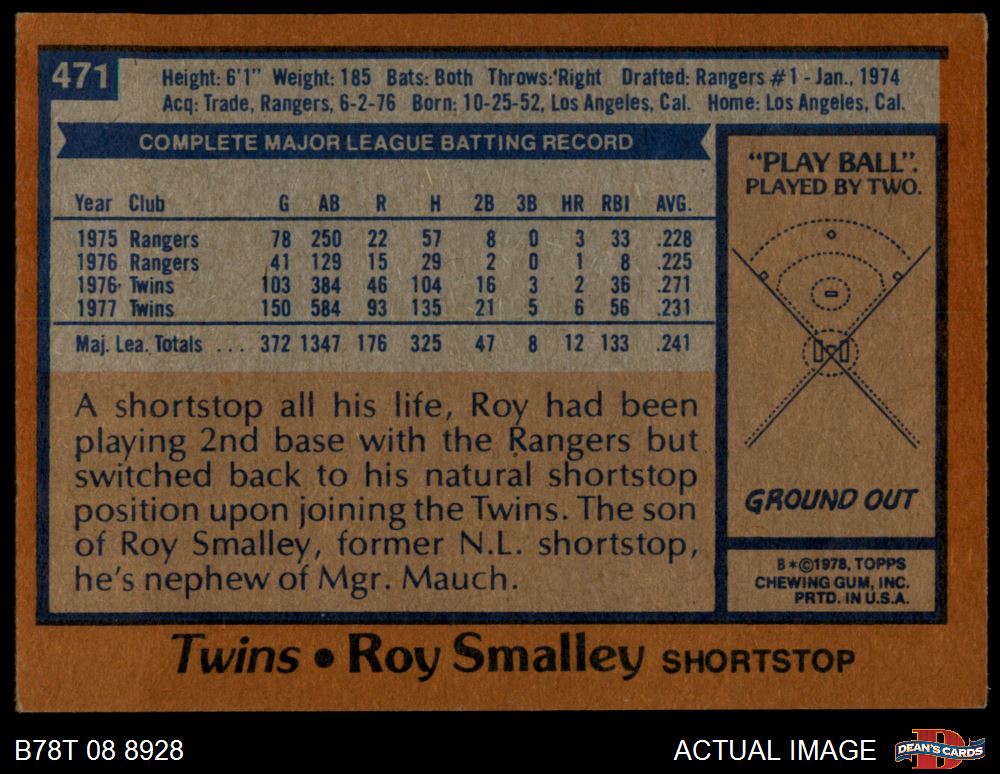 471
Height: 6'1" Weight: 185 Bats: Both Throws: Right Drafted: Rangers #1 - Jan., 1974
Acq: Trade, Rangers, 6-2-76 Born: 10-25-52, Los Angeles, Cal. Home: Los Angeles, Cal.
COMPLETE MAJOR LEAGUE BATTING RECORD
Year Club G AB R H 2B 3B HR RBI AVG.
1975 Rangers 78 250 22 57 8 0 3 33 .228
1976 Rangers 41 129 15 29 2 0 1 8 .225
1976 Twins 103 384 46 104 16 3 2 36 .271
1977 Twins 150 584 93 135 21 5 6 56 .231
Maj. Lea. Totals ... 372 1347 176 325 47 8 12 133 .241
A shortstop all his life, Roy had been
playing 2nd base with the Rangers but
switched back to his natural shortstop
position upon joining the Twins. The son
of Roy Smalley, former N.L. shortstop,
he's nephew of Mgr. Mauch.
"PLAY BALL".
PLAYED BY TWO.
GROUND OUT
B*©1978, TOPPS
CHEWING GUM, INC.
PRTD. IN U.S.A.
Twins • Roy Smalley SHORTSTOP
B78T 08 8928
ACTUAL IMAGE
B
DEAN'S CARDS